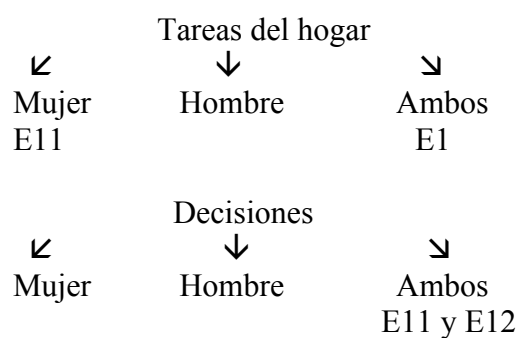 Tareas del hogar
↙ ↓ ↘
Mujer Hombre Ambos
E11 E1
Decisiones
↙ ↓ ↘
Mujer Hombre Ambos
E11 y E12